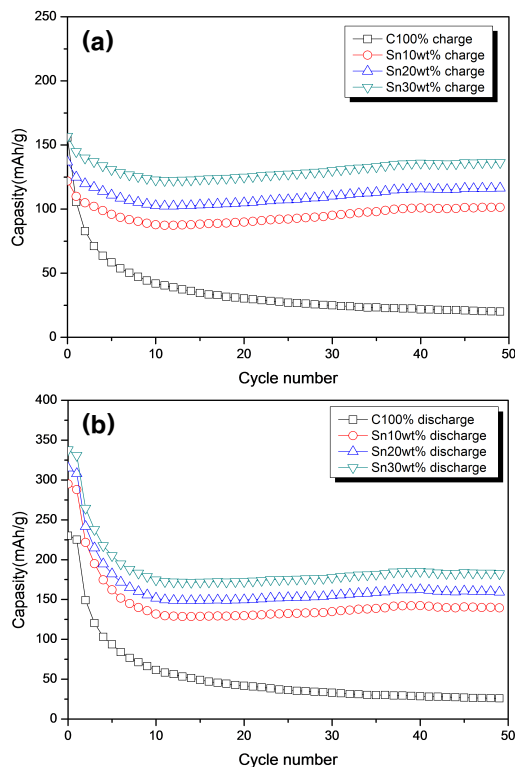 (a)
C100% charge
Sn10wt% charge
Sn20wt% charge
Sn30wt% charge
250
200
150
100
50
0
Capasity(mAh/g)
0 10 20 30 40 50
Cycle number
(b)
C100% discharge
Sn10wt% discharge
Sn20wt% discharge
Sn30wt% discharge
400
350
300
250
200
150
100
50
0
Capasity(mAh/g)
0 10 20 30 40 50
Cycle number